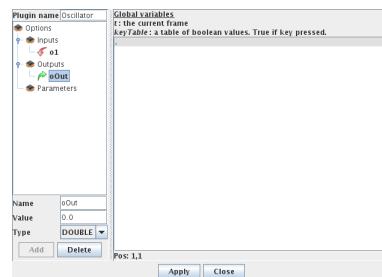 Plugin name Oscillator
Options
Inputs
o1
Outputs
oOut
Parameters
Name oOut
Value 0.0
Type DOUBLE
Add Delete
Global variables
t : the current frame
keyTable : a table of boolean values. True if key pressed.
Pos: 1,1
Apply Close